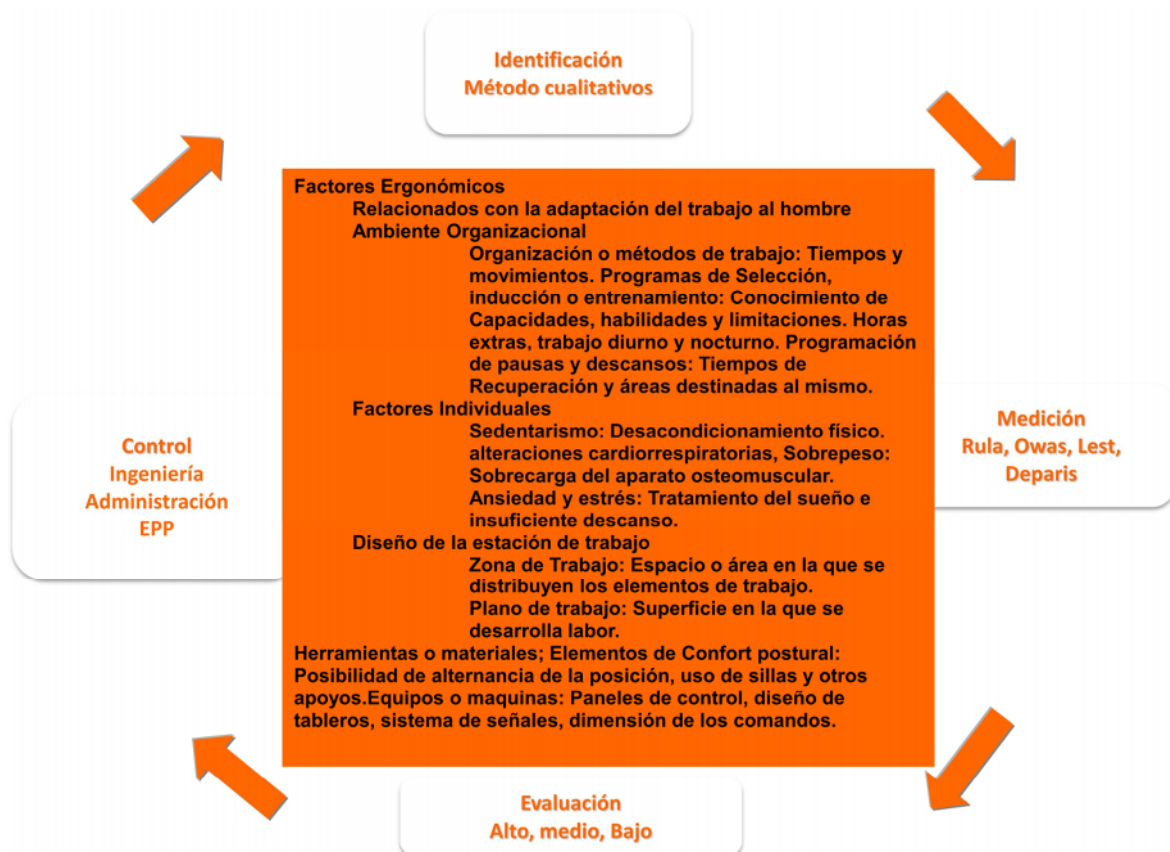 Identificación
Método cualitativos
Factores Ergonómicos
Relacionados con la adaptación del trabajo al hombre
Ambiente Organizacional
Organización o métodos de trabajo: Tiempos y
movimientos. Programas de Selección,
inducción o entrenamiento: Conocimiento de
Capacidades, habilidades y limitaciones. Horas
extras, trabajo diurno y nocturno. Programación
de pausas y descansos: Tiempos de
Recuperación y áreas destinadas al mismo.
Factores Individuales
Sedentarismo: Desacondicionamiento físico.
alteraciones cardiorrespiratorias, Sobrepeso:
Sobrecarga del aparato osteomuscular.
Ansiedad y estrés: Tratamiento del sueño e
insuficiente descanso.
Diseño de la estación de trabajo
Zona de Trabajo: Espacio o área en la que se
distribuyen los elementos de trabajo.
Plano de trabajo: Superficie en la que se
desarrolla labor.
Herramientas o materiales; Elementos de Confort postural:
Posibilidad de alternancia de la posición, uso de sillas y otros
apoyos.Equipos o maquinas: Paneles de control, diseño de
tableros, sistema de señales, dimensión de los comandos.
Medición
Rula, Owas, Lest,
Deparis
Evaluación
Alto, medio, Bajo
Control
Ingeniería
Administración
EPP